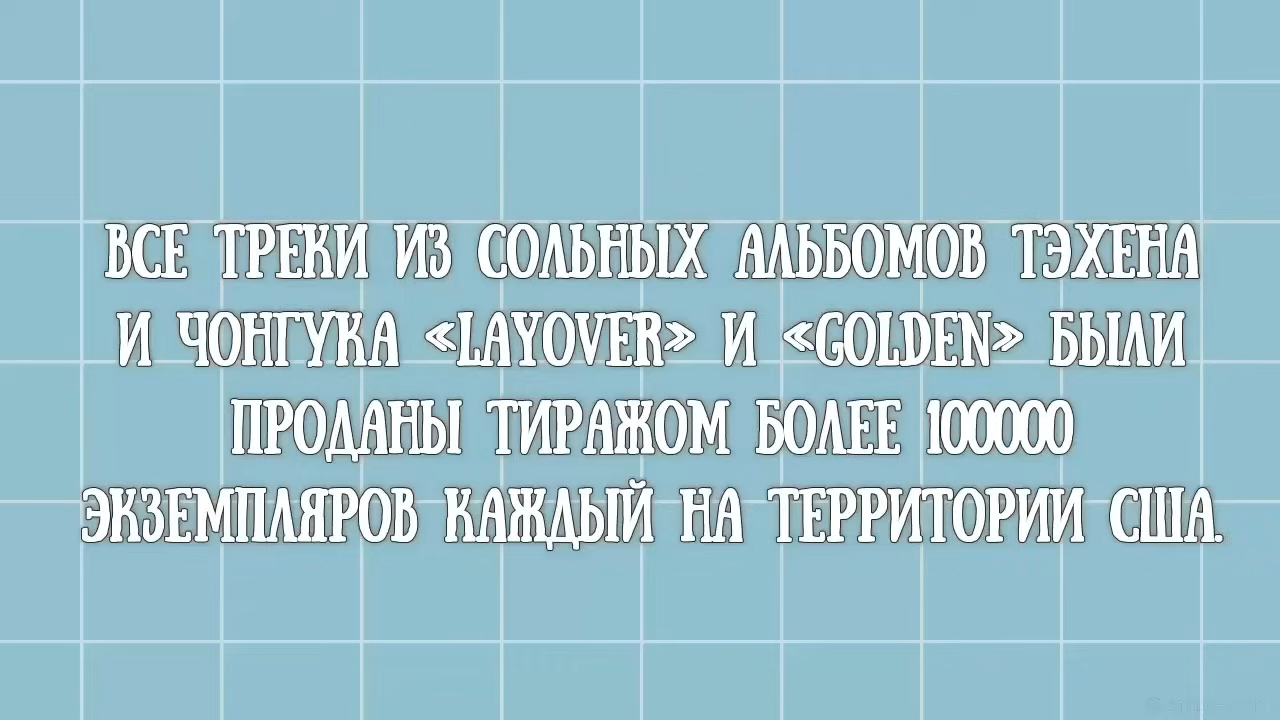 ВСЕ ТРЕКИ ИЗ СОЛЬНЫХ АЛЬБОМОВ ТЭХЕНА
И ЧОНГУКА «LAYOVER» И «GOLDEN» БЫЛИ
ПРОДАНЫ ТИРАЖОМ БОЛЕЕ 100000
ЭКЗЕМПЛЯРОВ КАЖДЫЙ НА ТЕРРИТОРИИ США.